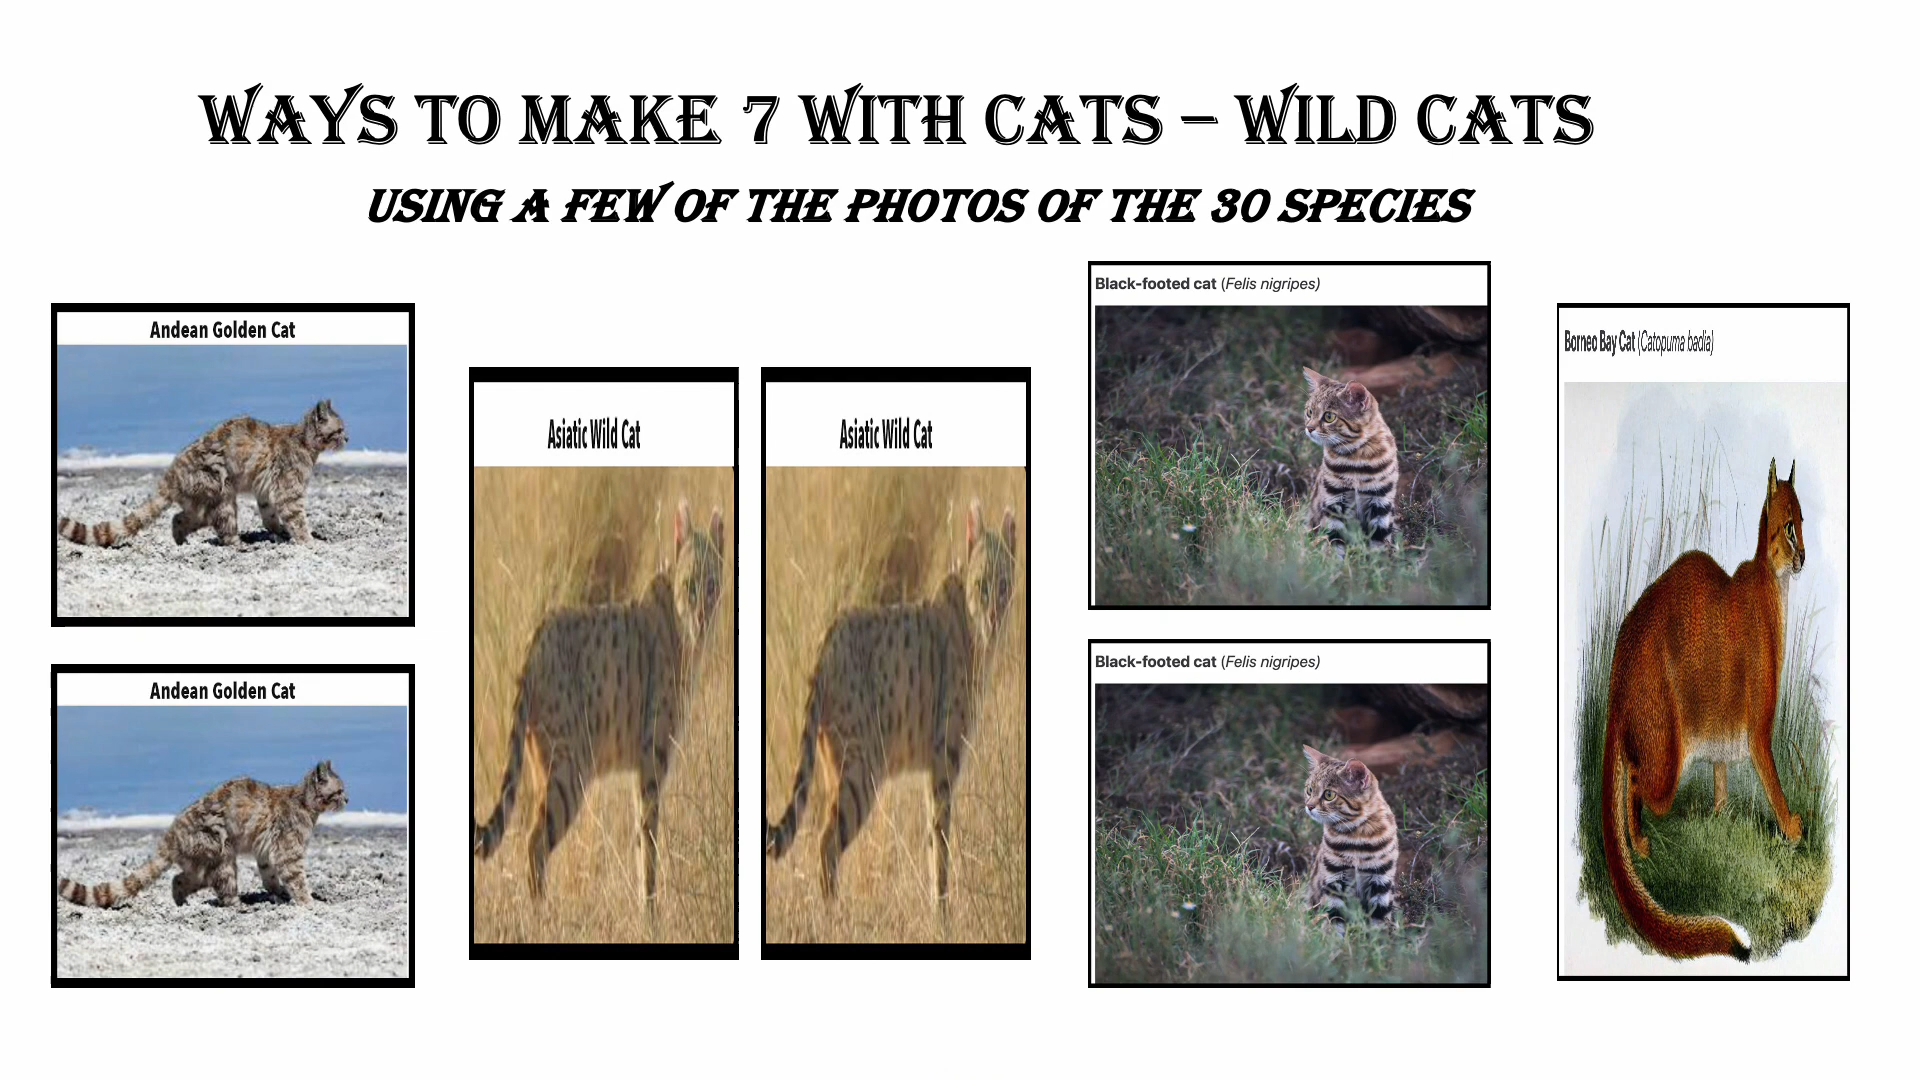 WAYS TO MAKE 7 WITH CATS – WILD CATS
USING A FEW OF THE PHOTOS OF THE 30 SPECIES
Andean Golden Cat
Andean Golden Cat
Asiatic Wild Cat
Asiatic Wild Cat
Black-footed cat (Felis nigripes)
Black-footed cat (Felis nigripes)
Borneo Bay Cat (Catopuma badia)